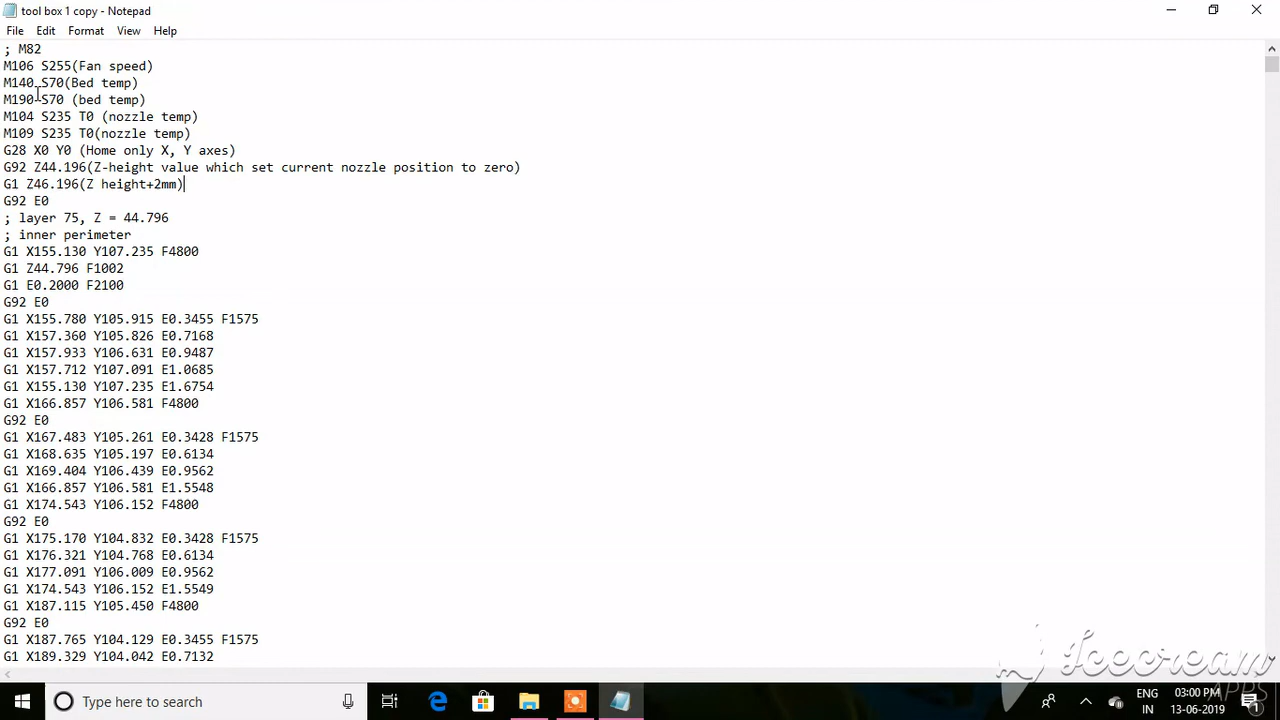 tool box 1 copy - Notepad
File Edit Format View Help
; M82
M106 S255(Fan speed)
M140 S70(Bed temp)
M190 S70 (bed temp)
M104 S235 T0 (nozzle temp)
M109 S235 T0(nozzle temp)
G28 X0 Y0 (Home only X, Y axes)
G92 Z44.196(Z-height value which set current nozzle position to zero)
G1 Z46.196(Z height+2mm)
G92 E0
; layer 75, Z = 44.796
; inner perimeter
G1 X155.130 Y107.235 F4800
G1 Z44.796 F1002
G1 E0.2000 F2100
G92 E0
G1 X155.780 Y105.915 E0.3455 F1575
G1 X157.360 Y105.826 E0.7168
G1 X157.933 Y106.631 E0.9487
G1 X157.712 Y107.091 E1.0685
G1 X155.130 Y107.235 E1.6754
G1 X166.857 Y106.581 F4800
G92 E0
G1 X167.483 Y105.261 E0.3428 F1575
G1 X168.635 Y105.197 E0.6134
G1 X169.404 Y106.439 E0.9562
G1 X166.857 Y106.581 E1.5548
G1 X174.543 Y106.152 F4800
G92 E0
G1 X175.170 Y104.832 E0.3428 F1575
G1 X176.321 Y104.768 E0.6134
G1 X177.091 Y106.009 E0.9562
G1 X174.543 Y106.152 E1.5549
G1 X187.115 Y105.450 F4800
G92 E0
G1 X187.765 Y104.129 E0.3455 F1575
G1 X189.329 Y104.042 E0.7132
Icecream
APPS
Type here to search
ENG
IN
03:00 PM
13-06-2019
1